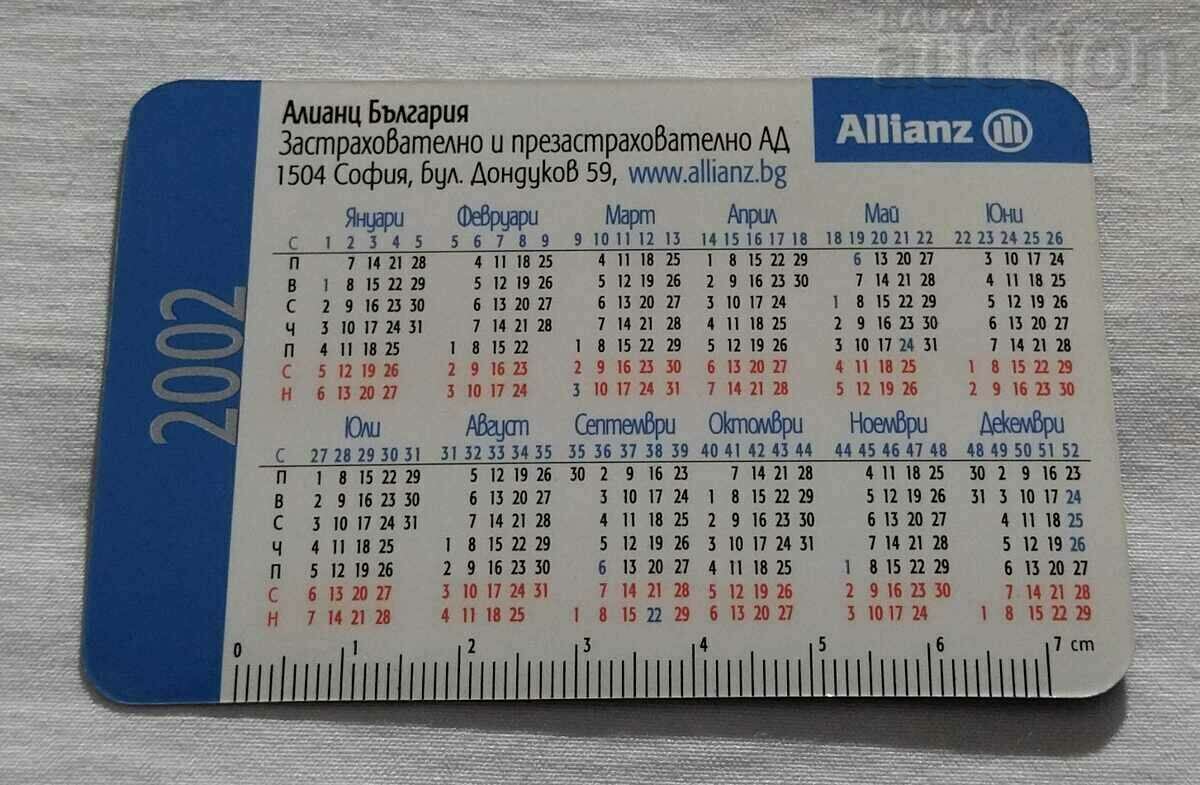 BALKAN
auction
Алианц България
Застрахователно и презастрахователно АД
1504 София, бул. Дондуков 59, www.allianz.bg
Allianz
2002
Януари Февруари Март Април Май Юни
С 1 2 3 4 5 5 6 7 8 9 9 10 11 12 13 14 15 16 17 18 18 19 20 21 22 22 23 24 25 26
П 7 14 21 28 4 11 18 25 4 11 18 25 1 8 15 22 29 6 13 20 27 3 10 17 24
В 1 8 15 22 29 5 12 19 26 5 12 19 26 2 9 16 23 30 7 14 21 28 4 11 18 25
С 2 9 16 23 30 6 13 20 27 6 13 20 27 3 10 17 24 1 8 15 22 29 5 12 19 26
Ч 3 10 17 24 31 7 14 21 28 7 14 21 28 4 11 18 25 2 9 16 23 30 6 13 20 27
П 4 11 18 25 1 8 15 22 1 8 15 22 29 5 12 19 26 3 10 17 24 31 7 14 21 28
С 5 12 19 26 2 9 16 23 2 9 16 23 30 6 13 20 27 4 11 18 25 1 8 15 22 29
Н 6 13 20 27 3 10 17 24 3 10 17 24 31 7 14 21 28 5 12 19 26 2 9 16 23 30
Юли Август Септември Октомври Ноември Декември
С 27 28 29 30 31 31 32 33 34 35 35 36 37 38 39 40 41 42 43 44 44 45 46 47 48 48 49 50 51 52
П 1 8 15 22 29 5 12 19 26 30 2 9 16 23 7 14 21 28 4 11 18 25 30 2 9 16 23
В 2 9 16 23 30 6 13 20 27 3 10 17 24 1 8 15 22 29 5 12 19 26 31 3 10 17 24
С 3 10 17 24 31 7 14 21 28 4 11 18 25 2 9 16 23 30 6 13 20 27 4 11 18 25
Ч 4 11 18 25 1 8 15 22 29 5 12 19 26 3 10 17 24 31 7 14 21 28 5 12 19 26
П 5 12 19 26 2 9 16 23 30 6 13 20 27 4 11 18 25 1 8 15 22 29 6 13 20 27
С 6 13 20 27 3 10 17 24 31 7 14 21 28 5 12 19 26 2 9 16 23 30 7 14 21 28
Н 7 14 21 28 4 11 18 25 1 8 15 22 29 6 13 20 27 3 10 17 24 1 8 15 22 29
0 1 2 3 4 5 6 7 cm